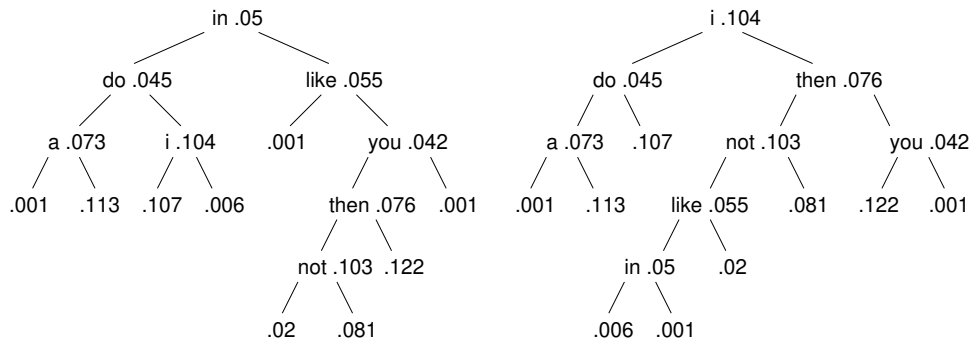 in .05 i .104
do .045 like .055 do .045 then .076
a .073 i .104 .001 you .042 a .073 .107 not .103 you .042
.001 .113 .107 .006 then .076 .001 .001 .113 like .055 .081 .122 .001
not .103 .122 in .05 .02
.02 .081 .006 .001